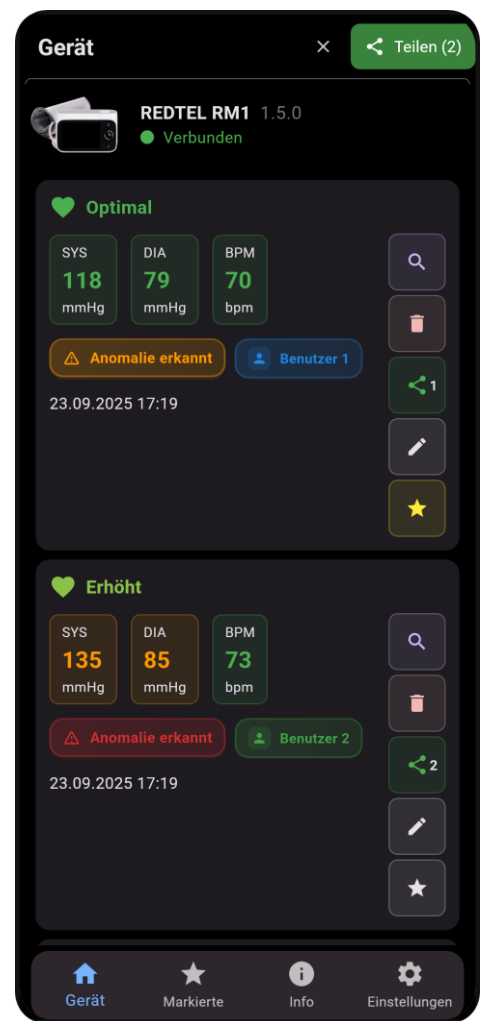 Gerät
Teilen (2)
REDTEL RM1 1.5.0
Verbunden
Optimal
SYS DIA BPM
118 79 70
mmHg mmHg bpm
Anomalie erkannt Benutzer 1
1
23.09.2025 17:19
Erhöht
SYS DIA BPM
135 85 73
mmHg mmHg bpm
Anomalie erkannt Benutzer 2
2
23.09.2025 17:19
Gerät Markierte Info Einstellungen